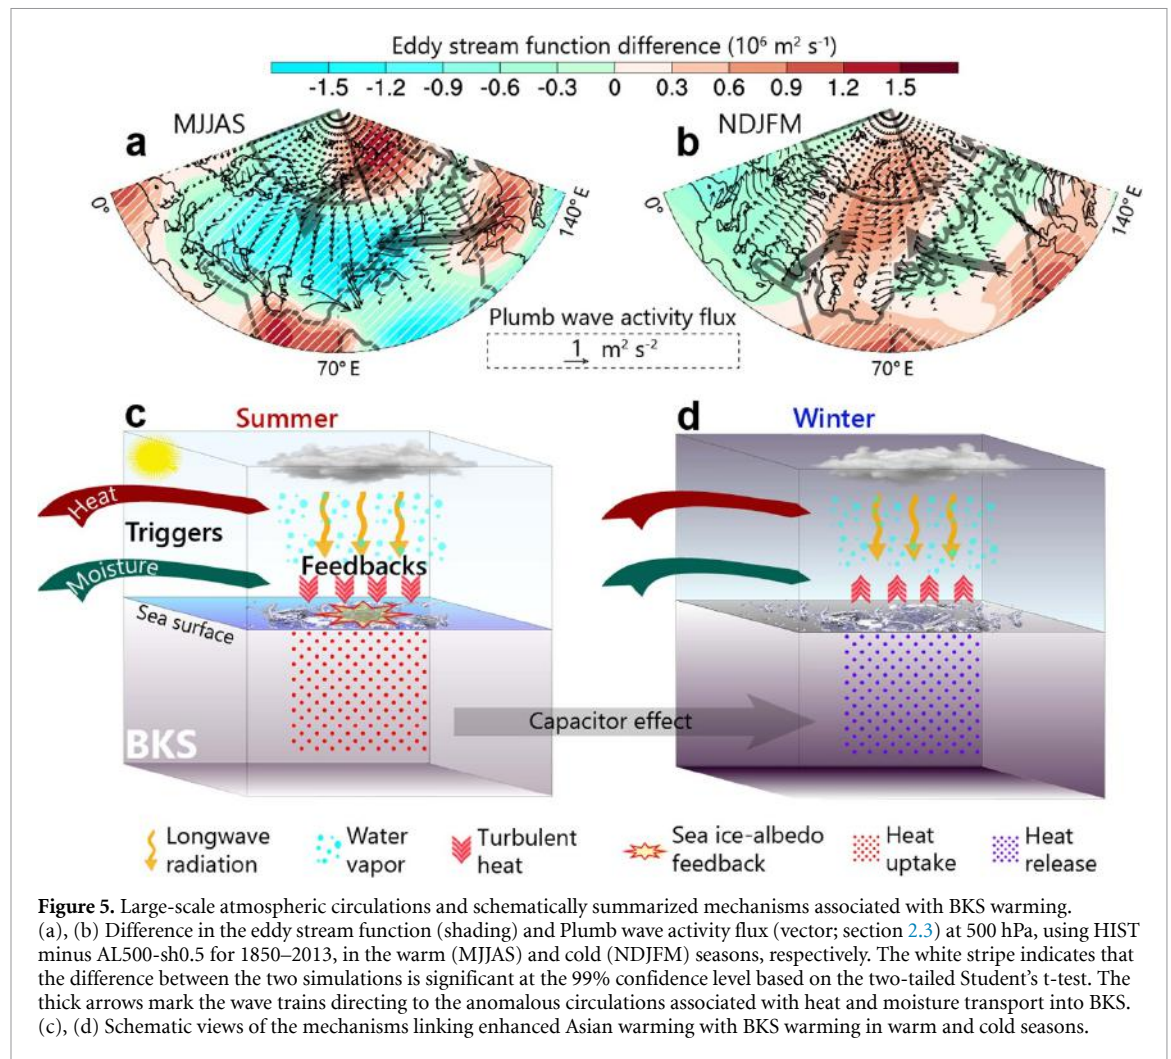 Eddy stream function difference (10⁶ m² s⁻¹)
-1.5 -1.2 -0.9 -0.6 -0.3 0 0.3 0.6 0.9 1.2 1.5
a MJJAS
b NDJFM
0° 140°E 0° 140°E
Plumb wave activity flux
1 m² s⁻²
70°E 70°E
c Summer
d Winter
Heat
Triggers
Feedbacks
Moisture
Sea surface
Capacitor effect
BKS
Longwave radiation
Water vapor
Turbulent heat
Sea ice-albedo feedback
Heat uptake
Heat release
Figure 5. Large-scale atmospheric circulations and schematically summarized mechanisms associated with BKS warming.
(a), (b) Difference in the eddy stream function (shading) and Plumb wave activity flux (vector; section 2.3) at 500 hPa, using HIST
minus AL500-sh0.5 for 1850–2013, in the warm (MJJAS) and cold (NDJFM) seasons, respectively. The white stripe indicates that
the difference between the two simulations is significant at the 99% confidence level based on the two-tailed Student's t-test. The
thick arrows mark the wave trains directing to the anomalous circulations associated with heat and moisture transport into BKS.
(c), (d) Schematic views of the mechanisms linking enhanced Asian warming with BKS warming in warm and cold seasons.